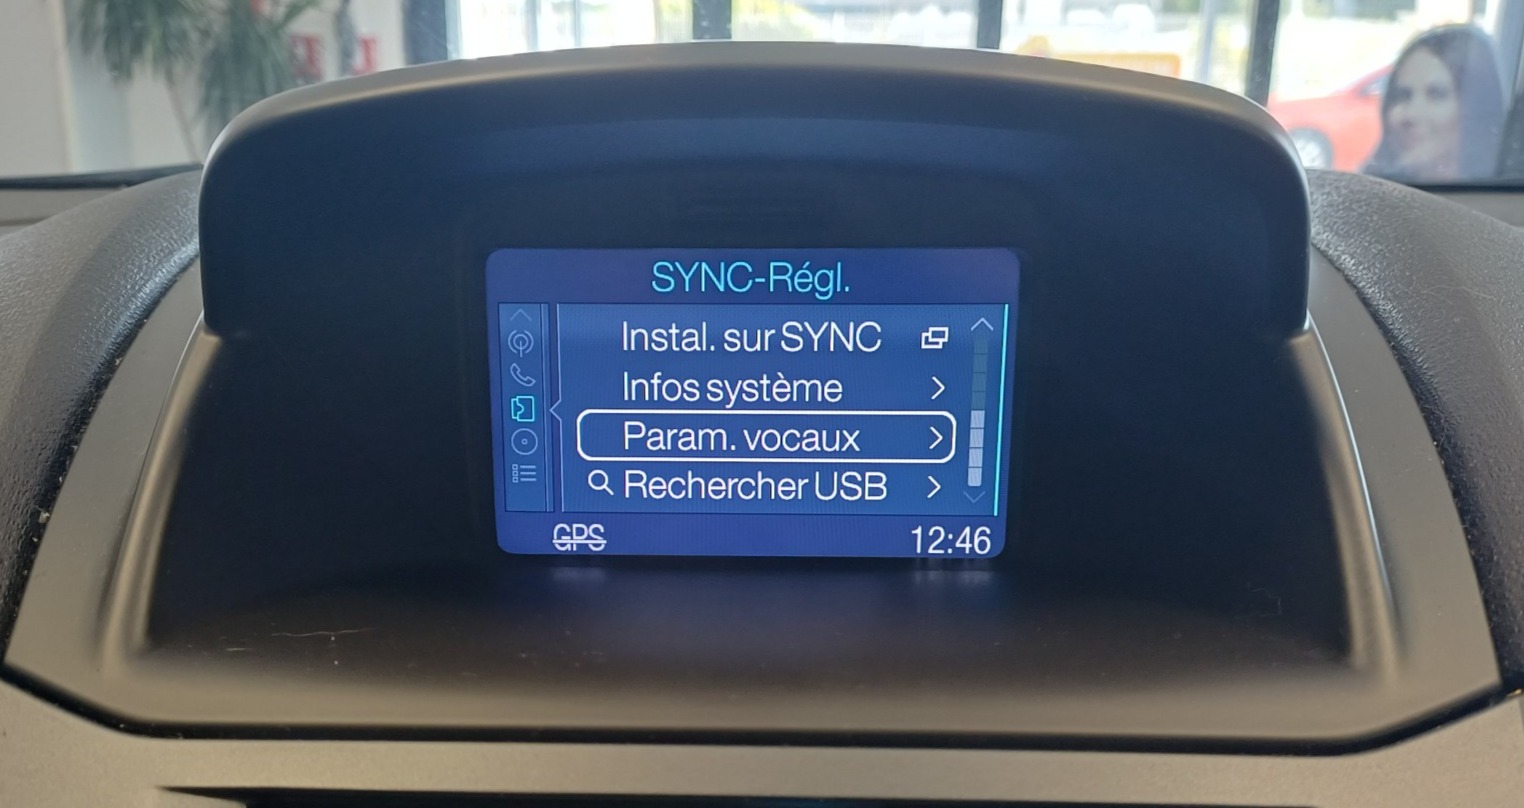 SYNC-Régl.
Instal. sur SYNC
Infos système
Param. vocaux
Rechercher USB
GPS
12:46